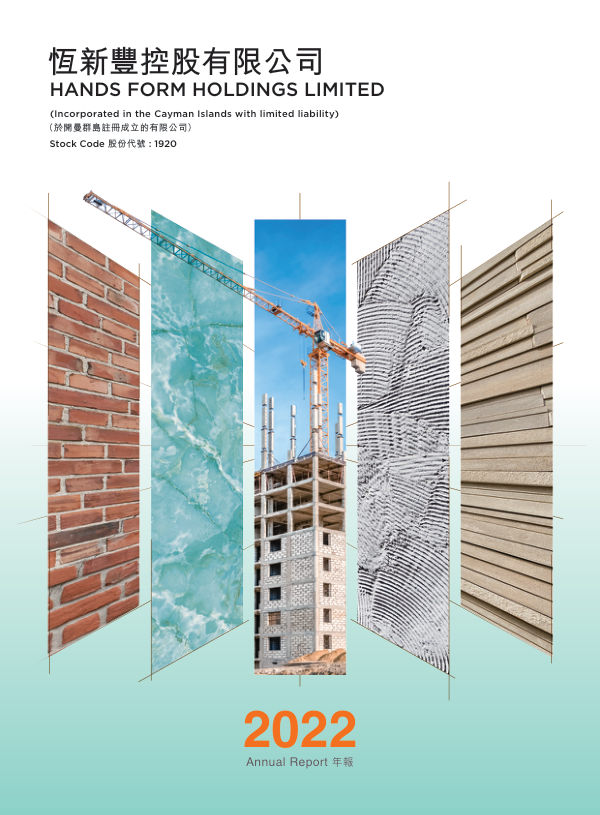 恆新豐控股有限公司
HANDS FORM HOLDINGS LIMITED
(Incorporated in the Cayman Islands with limited liability)
(於開曼群島註冊成立的有限公司)
Stock Code 股份代號 : 1920
2022
Annual Report 年報